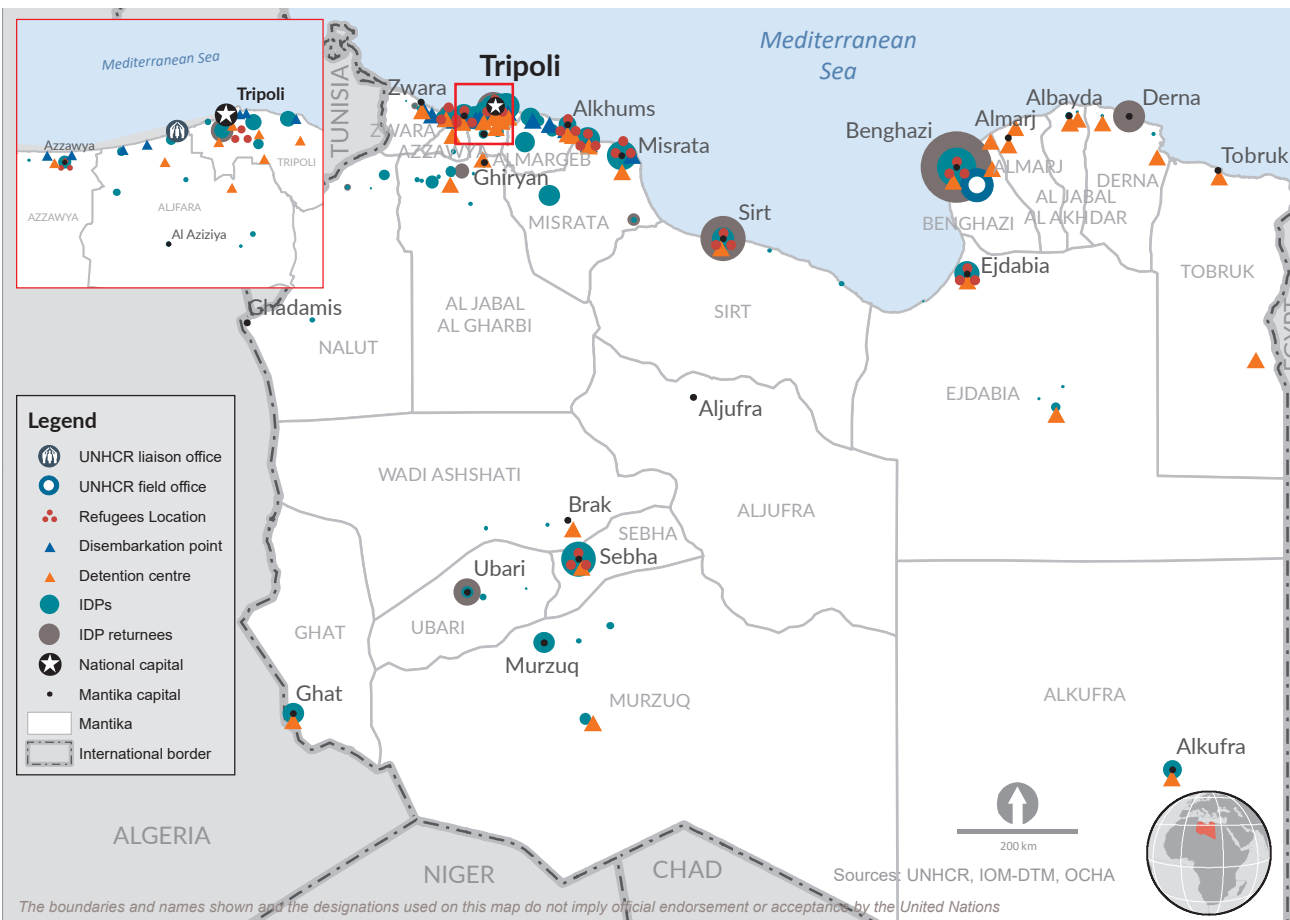 Mediterranean Sea
Tripoli
Azzawya
TRIPOLI
AZZAWYA
ALJFARA
Al Aziziya
Mediterranean
Sea
Tripoli
TUNISIA
Zwara
ZWARA
AZZAWYA
Alkhums
ALMARGEB
Misrata
Ghiryan
MISRATA
Sirt
Benghazi
Almarj
Albayda
Derna
Tobruk
ALMARJ
AL JABAL
AL AKHDAR
DERNA
BENGHAZI
Ejdabia
TOBRUK
EGYPT
Ghadamis
NALUT
AL JABAL
AL GHARBI
SIRT
EJDABIA
Aljufra
WADI ASHSHATI
Brak
SEBHA
Sebha
ALJUFRA
Ubari
UBARI
GHAT
Murzuq
MURZUQ
Ghat
ALKUFRA
Alkufra
Legend
UNHCR liaison office
UNHCR field office
Refugees Location
Disembarkation point
Detention centre
IDPs
IDP returnees
National capital
Mantika capital
Mantika
International border
ALGERIA
NIGER
CHAD
200 km
Sources: UNHCR, IOM-DTM, OCHA
The boundaries and names shown and the designations used on this map do not imply official endorsement or acceptance by the United Nations